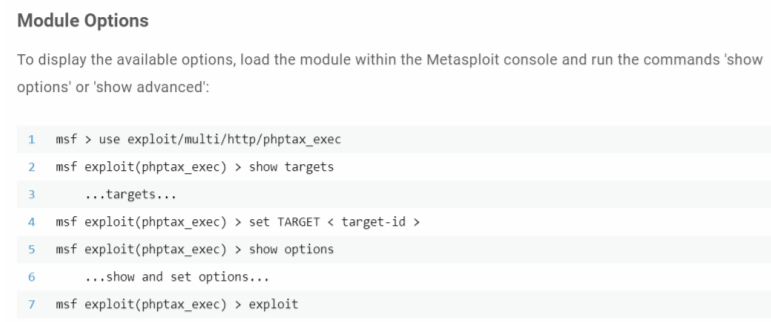 Module Options
To display the available options, load the module within the Metasploit console and run the commands 'show
options' or 'show advanced':
1 msf > use exploit/multi/http/phptax_exec
2 msf exploit(phptax_exec) > show targets
3 ...targets...
4 msf exploit(phptax_exec) > set TARGET < target-id >
5 msf exploit(phptax_exec) > show options
6 ...show and set options...
7 msf exploit(phptax_exec) > exploit